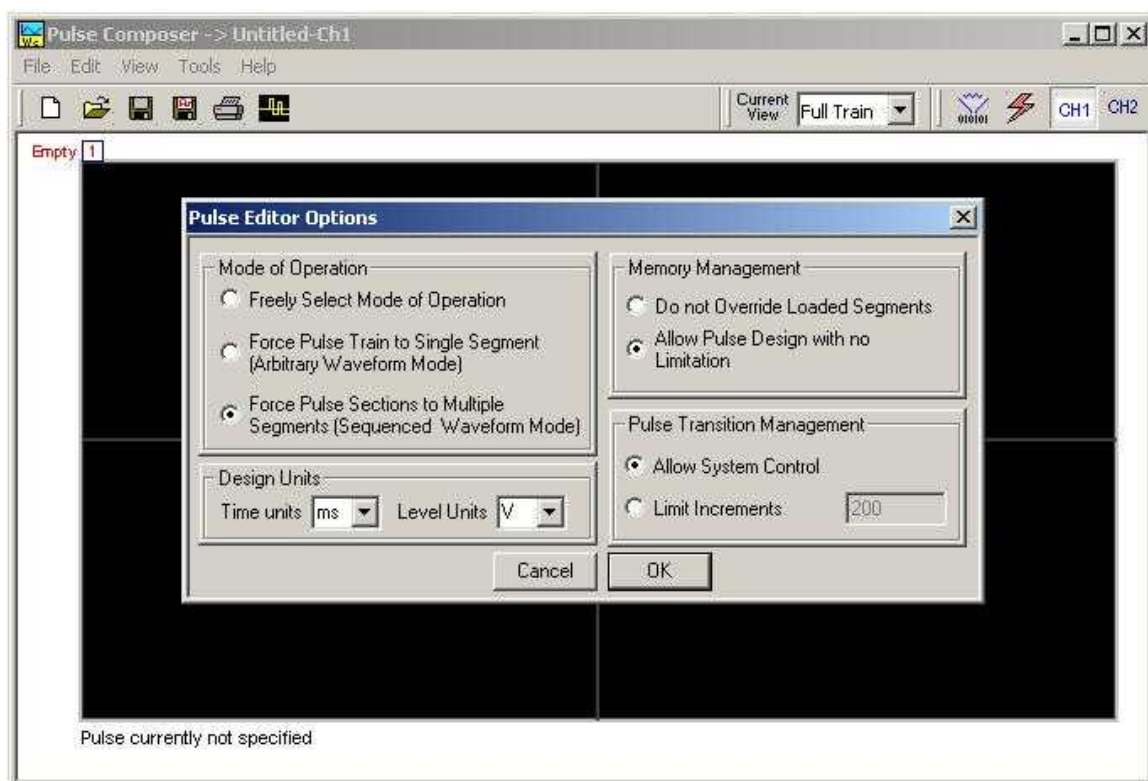 Pulse Composer -> Untitled-Ch1
File Edit View Tools Help
Current View Full Train
010101
CH1 CH2
Empty 1
Pulse Editor Options
Mode of Operation
Freely Select Mode of Operation
Force Pulse Train to Single Segment
(Arbitrary Waveform Mode)
Force Pulse Sections to Multiple
Segments (Sequenced Waveform Mode)
Design Units
Time units ms Level Units V
Memory Management
Do not Override Loaded Segments
Allow Pulse Design with no
Limitation
Pulse Transition Management
Allow System Control
Limit Increments 200
Cancel OK
Pulse currently not specified